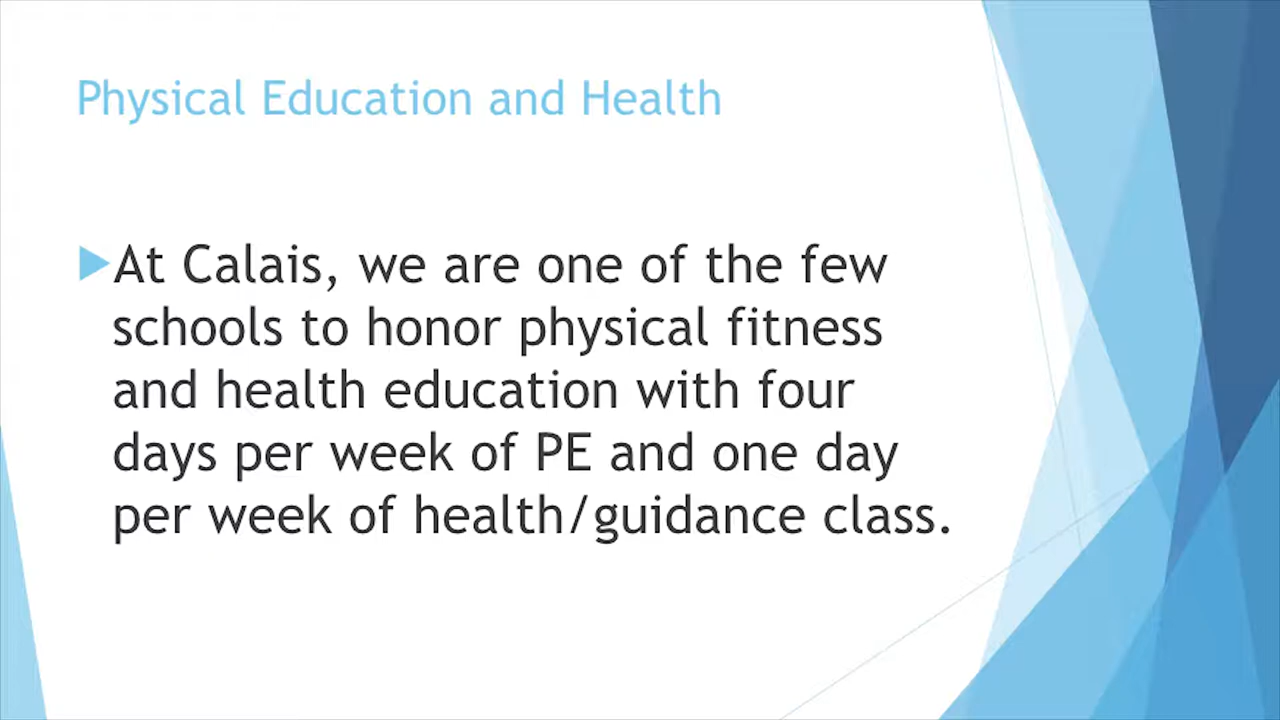 Physical Education and Health
At Calais, we are one of the few
schools to honor physical fitness
and health education with four
days per week of PE and one day
per week of health/guidance class.